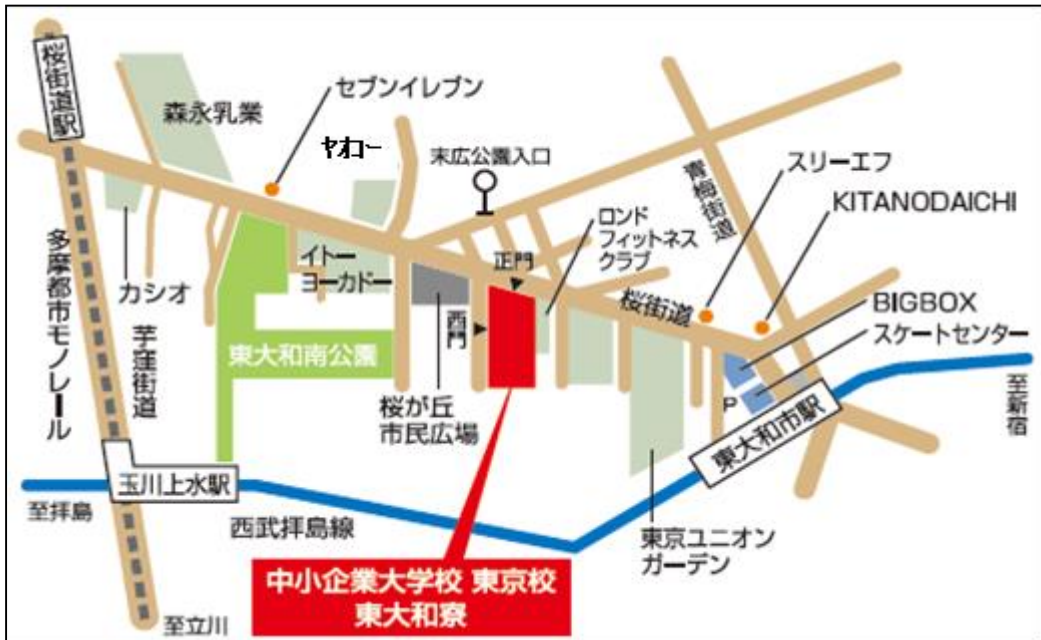 桜街道駅
森永乳業
セブンイレブン
ヤオコー
末広公園入口
青梅街道
スリーエフ
KITANODAICHI
ロンド
フィットネス
クラブ
正門
イトー
ヨーカドー
カシオ
多摩都市モノレール
芋窪街道
西門
桜街道
BIGBOX
スケートセンター
東大和南公園
桜が丘
市民広場
P
東大和市駅
至新宿
玉川上水駅
至拝島
西武拝島線
東京ユニオン
ガーデン
中小企業大学校 東京校
東大和寮
至立川